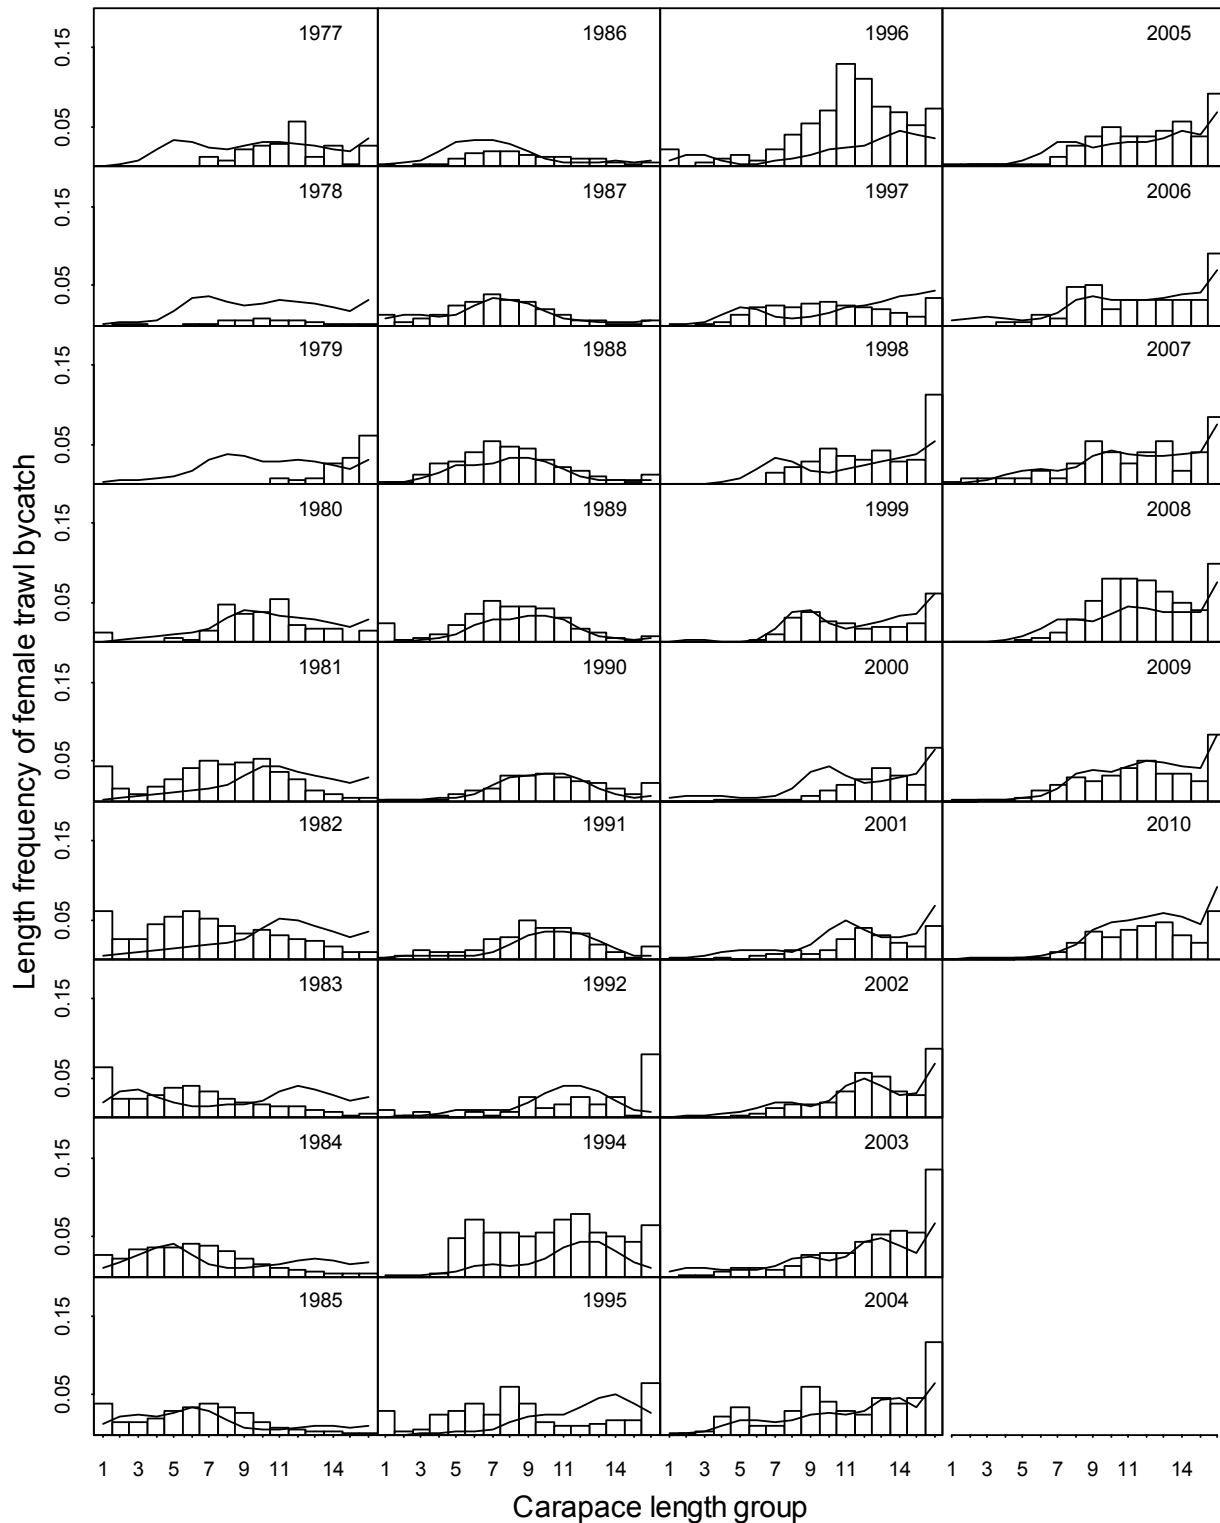 Length frequency of female trawl bycatch
0.15 1977 1986 1996 2005
0.05
0.15 1978 1987 1997 2006
0.05
0.15 1979 1988 1998 2007
0.05
0.15 1980 1989 1999 2008
0.05
0.15 1981 1990 2000 2009
0.05
0.15 1982 1991 2001 2010
0.05
0.15 1983 1992 2002
0.05
0.15 1984 1994 2003
0.05
0.15 1985 1995 2004
0.05
1 3 5 7 9 11 14 1 3 5 7 9 11 14 1 3 5 7 9 11 14 1 3 5 7 9 11 14
Carapace length group